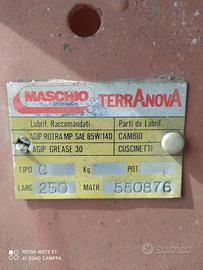 MASCHIO TERRANOVA
Lubrif. Raccomandati Parti da Lubrif.
AGIP ROTRA MP SAE 85W/140 CAMBIO
AGIP GREASE 30 CUSCINETTI
TIPO C Kg. POT.
LARG. 250 MATR. 550876
REDMI NOTE 8T
AI QUAD CAMERA
subito